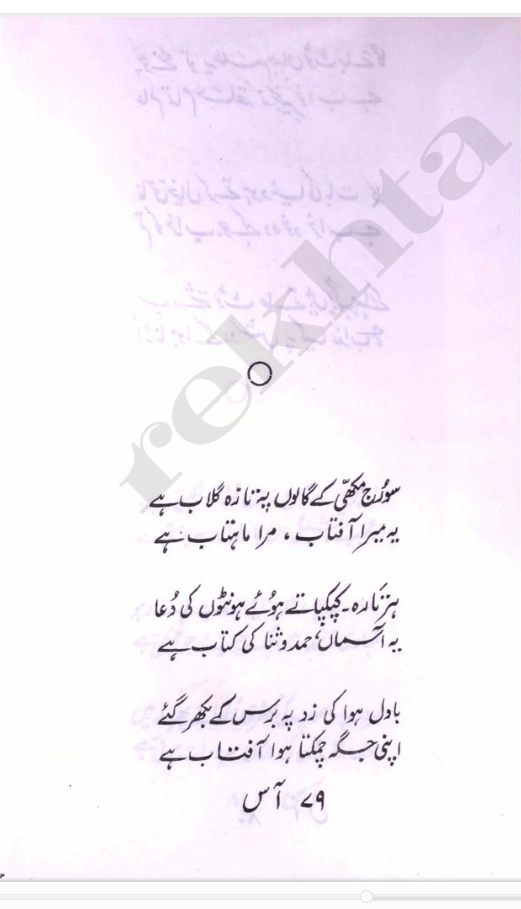 سورج مکھی کے گالوں پہ تازہ گلاب ہے
یہ میرا آفتاب، مرا ماہتاب ہے
ہر تارہ۔ کپکپاتے ہوئے ہونٹوں کی دُعا
یہ آسماں، حمد و ثنا کی کتاب ہے
بادل ہوا کی زد پہ برس کے بکھر گئے
اپنی جگہ چمکتا ہوا آفتاب ہے
۷۹ آس
rekhta